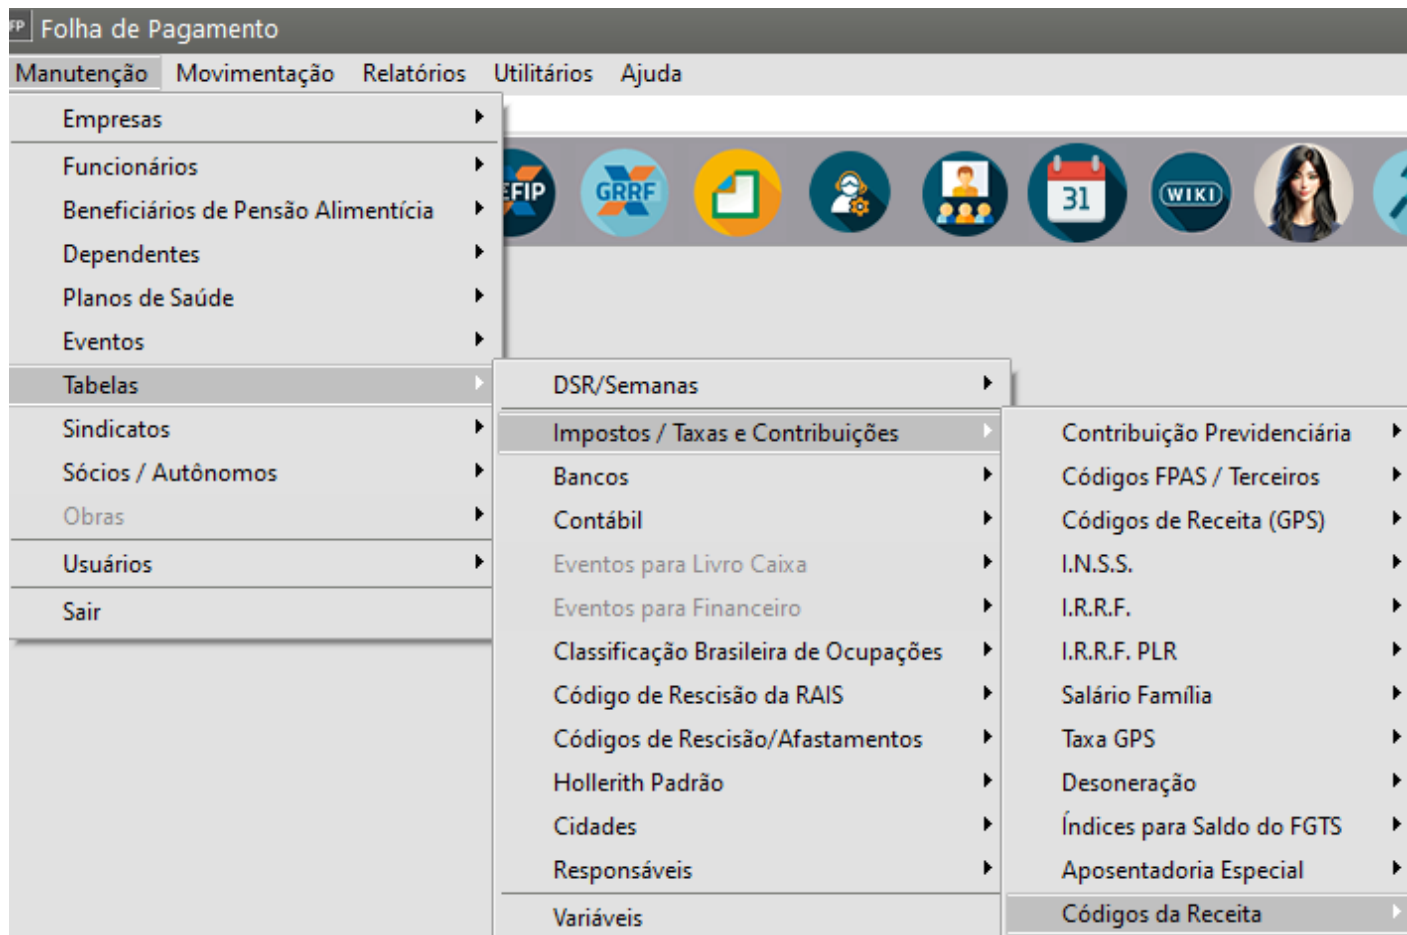 FP Folha de Pagamento
Manutenção Movimentação Relatórios Utilitários Ajuda
Empresas
Funcionários
Beneficiários de Pensão Alimentícia
Dependentes
Planos de Saúde
Eventos
Tabelas
Sindicatos
Sócios / Autônomos
Obras
Usuários
Sair
EFIP GRRF 31 WIKI
DSR/Semanas
Impostos / Taxas e Contribuições
Bancos
Contábil
Eventos para Livro Caixa
Eventos para Financeiro
Classificação Brasileira de Ocupações
Código de Rescisão da RAIS
Códigos de Rescisão/Afastamentos
Hollerith Padrão
Cidades
Responsáveis
Variáveis
Contribuição Previdenciária
Códigos FPAS / Terceiros
Códigos de Receita (GPS)
I.N.S.S.
I.R.R.F.
I.R.R.F. PLR
Salário Família
Taxa GPS
Desoneração
Índices para Saldo do FGTS
Aposentadoria Especial
Códigos da Receita